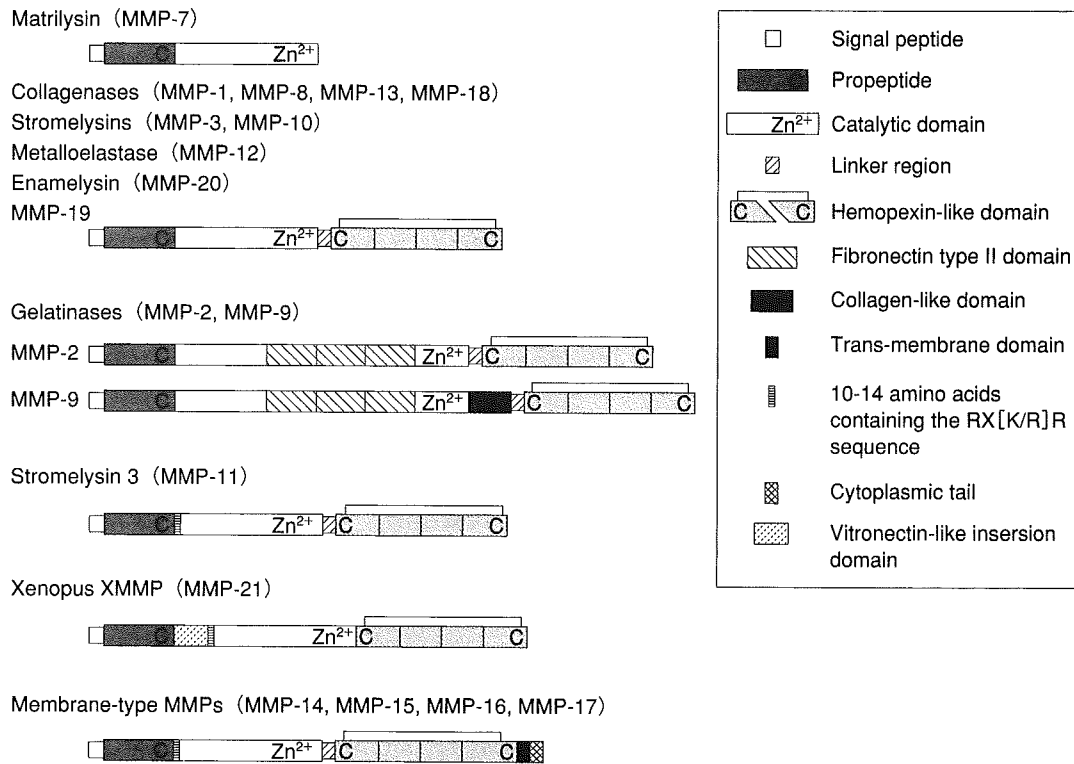 Matrilysin (MMP-7)
C Zn2+
Collagenases (MMP-1, MMP-8, MMP-13, MMP-18)
Stromelysins (MMP-3, MMP-10)
Metalloelastase (MMP-12)
Enamelysin (MMP-20)
MMP-19
C Zn2+ C C
Gelatinases (MMP-2, MMP-9)
MMP-2 C Zn2+ C C
MMP-9 C Zn2+ C C
Stromelysin 3 (MMP-11)
C Zn2+ C C
Xenopus XMMP (MMP-21)
C Zn2+ C C
Membrane-type MMPs (MMP-14, MMP-15, MMP-16, MMP-17)
C Zn2+ C C
Signal peptide
C Propeptide
Zn2+ Catalytic domain
Linker region
C C Hemopexin-like domain
Fibronectin type II domain
Collagen-like domain
Trans-membrane domain
10-14 amino acids
containing the RX[K/R]R
sequence
Cytoplasmic tail
Vitronectin-like insersion
domain